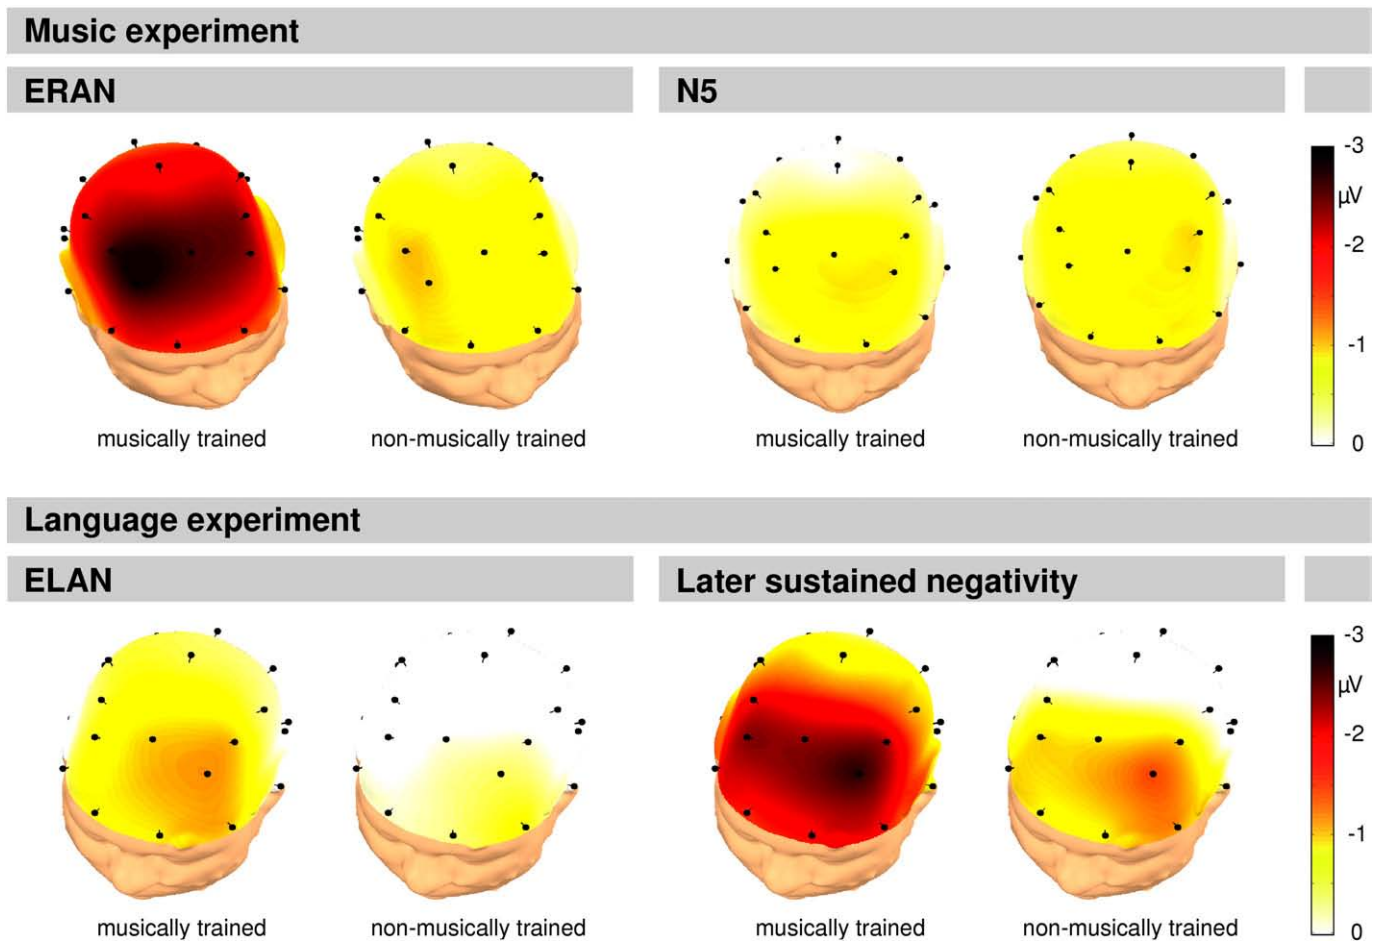 Music experiment
ERAN
N5
-3
μV
-2
-1
0
musically trained
non-musically trained
musically trained
non-musically trained
Language experiment
ELAN
Later sustained negativity
-3
μV
-2
-1
0
musically trained
non-musically trained
musically trained
non-musically trained